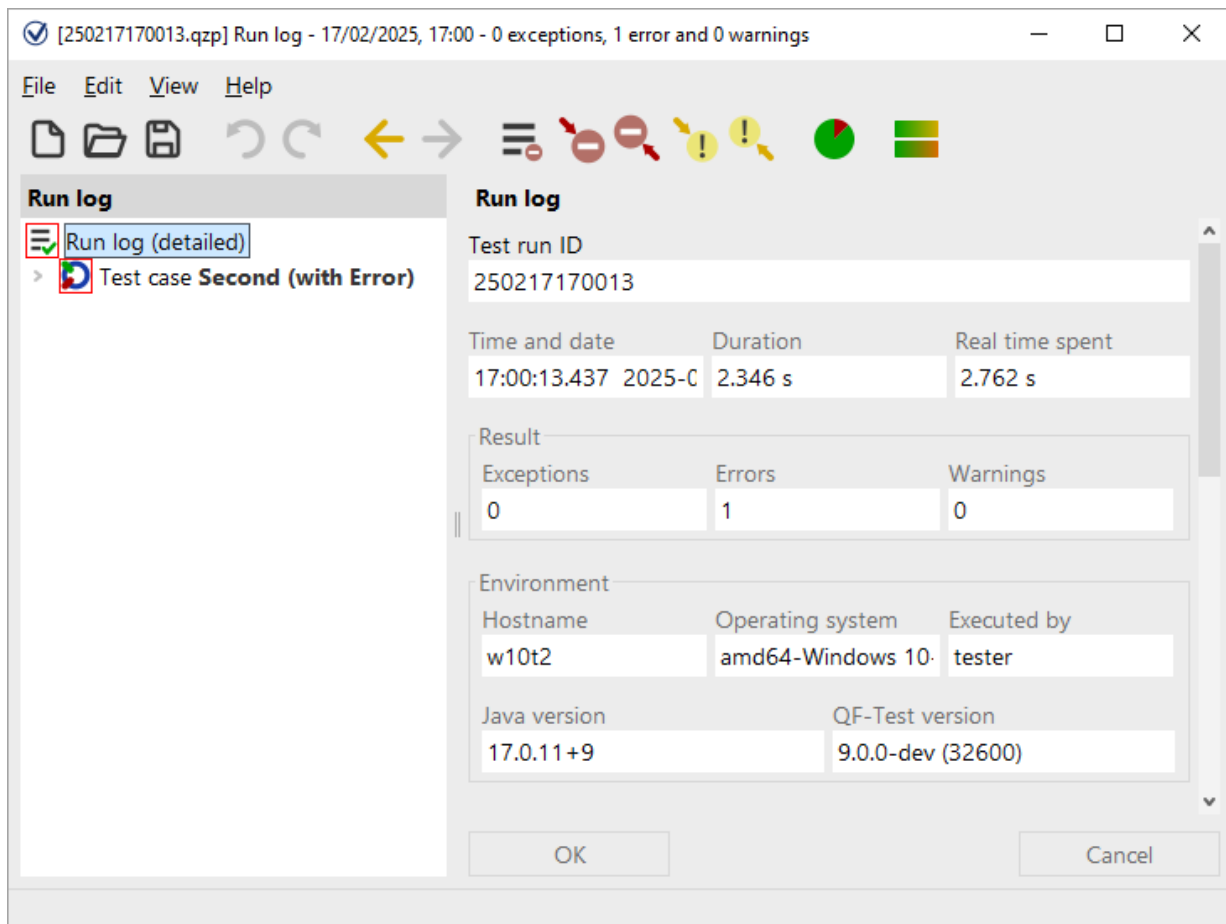 [250217170013.qzp] Run log - 17/02/2025, 17:00 - 0 exceptions, 1 error and 0 warnings
File Edit View Help
Run log
Run log (detailed)
Test case Second (with Error)
Run log
Test run ID
250217170013
Time and date Duration Real time spent
17:00:13.437 2025-0 2.346 s 2.762 s
Result
Exceptions Errors Warnings
0 1 0
Environment
Hostname Operating system Executed by
w10t2 amd64-Windows 10- tester
Java version QF-Test version
17.0.11+9 9.0.0-dev (32600)
OK Cancel